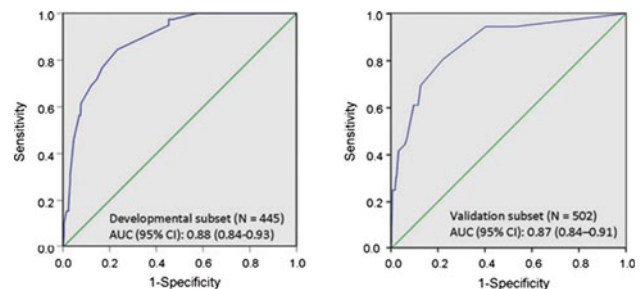 1.0
0.8
0.6
0.4
0.2
0.0
Sensitivity
Developmental subset (N = 445)
AUC (95% CI): 0.88 (0.84-0.93)
0.0 0.2 0.4 0.6 0.8 1.0
1-Specificity
1.0
0.8
0.6
0.4
0.2
0.0
Sensitivity
Validation subset (N = 502)
AUC (95% CI): 0.87 (0.84–0.91)
0.0 0.2 0.4 0.6 0.8 1.0
1-Specificity